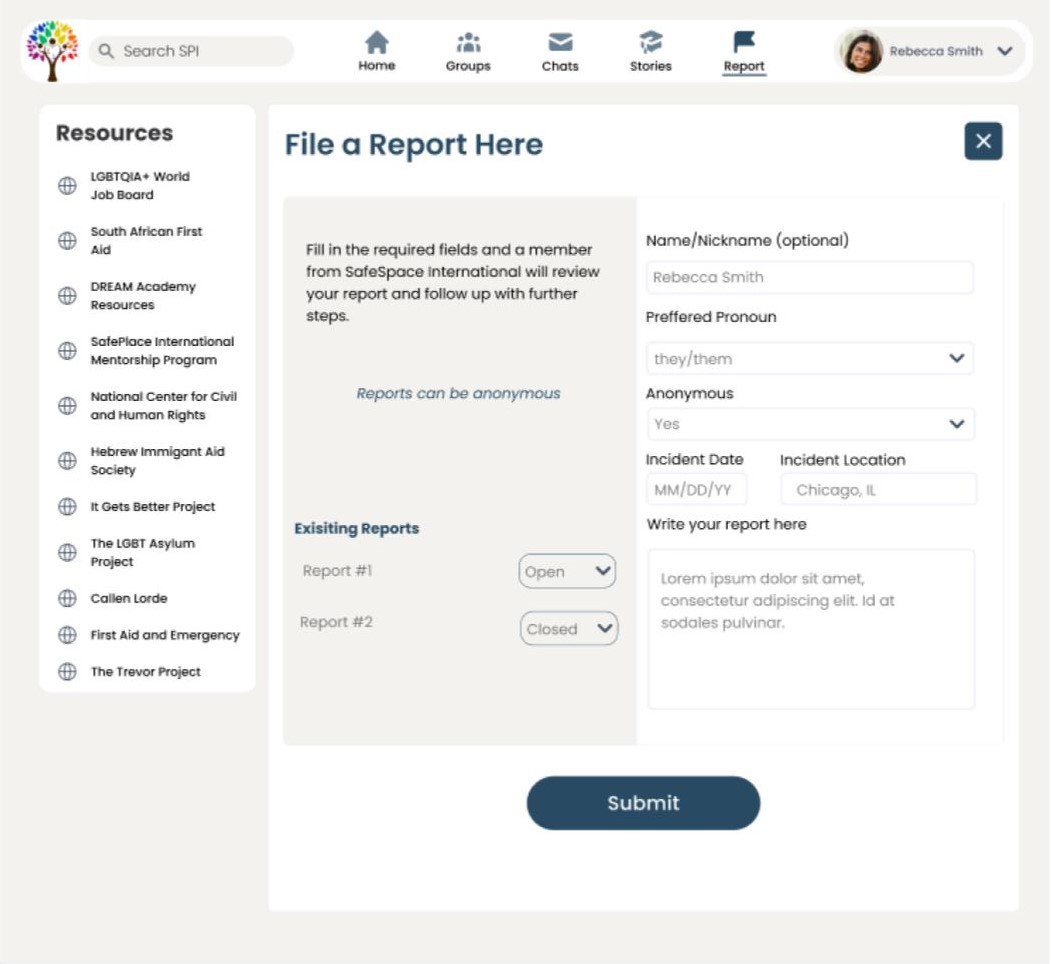 Search SPI
Home
Groups
Chats
Stories
Report
Rebecca Smith
Resources
LGBTQIA+ World
Job Board
South African First
Aid
DREAM Academy
Resources
SafePlace International
Mentorship Program
National Center for Civil
and Human Rights
Hebrew Immigant Aid
Society
It Gets Better Project
The LGBT Asylum
Project
Callen Lorde
First Aid and Emergency
The Trevor Project
File a Report Here
Fill in the required fields and a member
from SafeSpace International will review
your report and follow up with further
steps.
Reports can be anonymous
Exisiting Reports
Report #1
Open
Report #2
Closed
Name/Nickname (optional)
Rebecca Smith
Preffered Pronoun
they/them
Anonymous
Yes
Incident Date
Incident Location
MM/DD/YY
Chicago, IL
Write your report here
Lorem ipsum dolor sit amet,
consectetur adipiscing elit. Id at
sodales pulvinar.
Submit